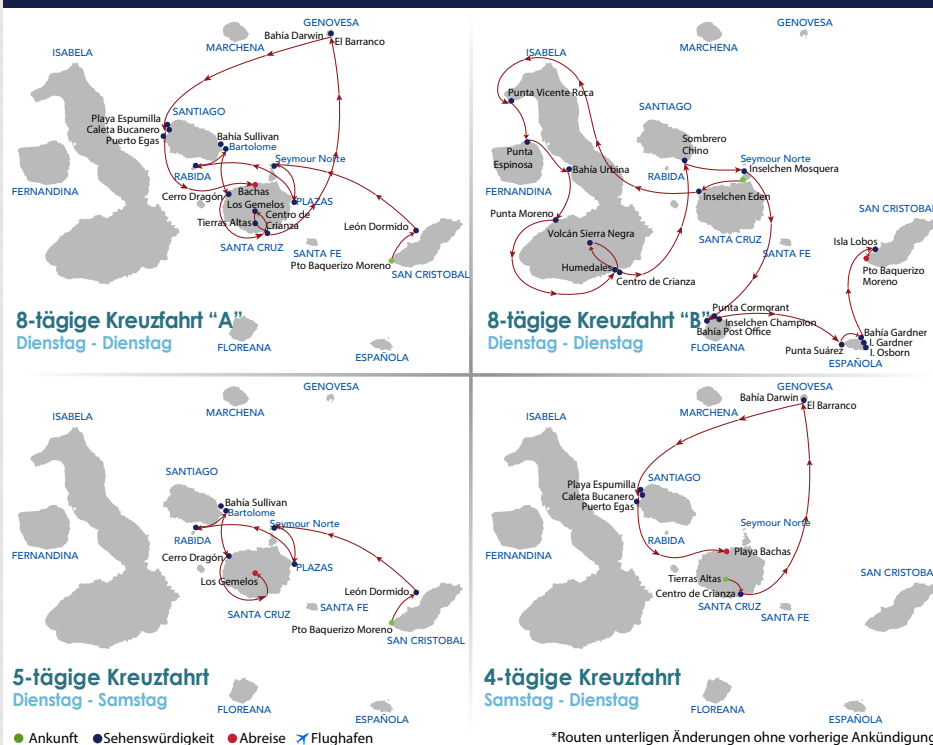 GENOVESA
Bahía Darwin
El Barranco
MARCHENA
ISABELA
Playa Espumilla
SANTIAGO
Caleta Bucanero
Puerto Egas
Bahía Sullivan
Bartolome
Seymour Norte
RABIDA
FERNANDINA
Bachas
Cerro Dragón
PLAZAS
Los Gemelos
Centro de
Crianza
Tierras Altas
León Dormido
SANTA CRUZ
SANTA FE
Pto Baquerizo Moreno
SAN CRISTOBAL
8-tägige Kreuzfahrt “A”
Dienstag - Dienstag
FLOREANA
ESPAÑOLA
GENOVESA
MARCHENA
ISABELA
Punta Vicente Roca
SANTIAGO
Sombrero
Chino
Punta
Espinosa
Seymour Norte
Inselchen Mosquera
Bahía Urbina
RABIDA
FERNANDINA
Inselchen Eden
Punta Moreno
SAN CRISTOBAL
Volcán Sierra Negra
SANTA CRUZ
Isla Lobos
SANTA FE
Humedales
Pto Baquerizo
Moreno
Centro de Crianza
8-tägige Kreuzfahrt “B”
Dienstag - Dienstag
Punta Cormorant
Inselchen Champion
Bahía Post Office
FLOREANA
Bahía Gardner
I. Gardner
I. Osborn
Punta Suárez
ESPAÑOLA
GENOVESA
MARCHENA
ISABELA
SANTIAGO
Bahía Sullivan
Bartolome
Seymour Norte
RABIDA
FERNANDINA
Cerro Dragón
PLAZAS
Los Gemelos
León Dormido
SANTA CRUZ
SANTA FE
Pto Baquerizo Moreno
SAN CRISTOBAL
5-tägige Kreuzfahrt
Dienstag - Samstag
FLOREANA
ESPAÑOLA
GENOVESA
Bahía Darwin
El Barranco
MARCHENA
ISABELA
SANTIAGO
Playa Espumilla
Caleta Bucanero
Puerto Egas
Seymour Norte
RABIDA
FERNANDINA
Playa Bachas
Tierras Altas
SAN CRISTOBA
Centro de Crianza
SANTA CRUZ
SANTA FE
4-tägige Kreuzfahrt
Samstag - Dienstag
FLOREANA
ESPAÑOLA
Ankunft Sehenswürdigkeit Abreise Flughafen
*Routen unterligen Änderungen ohne vorherige Ankündigung